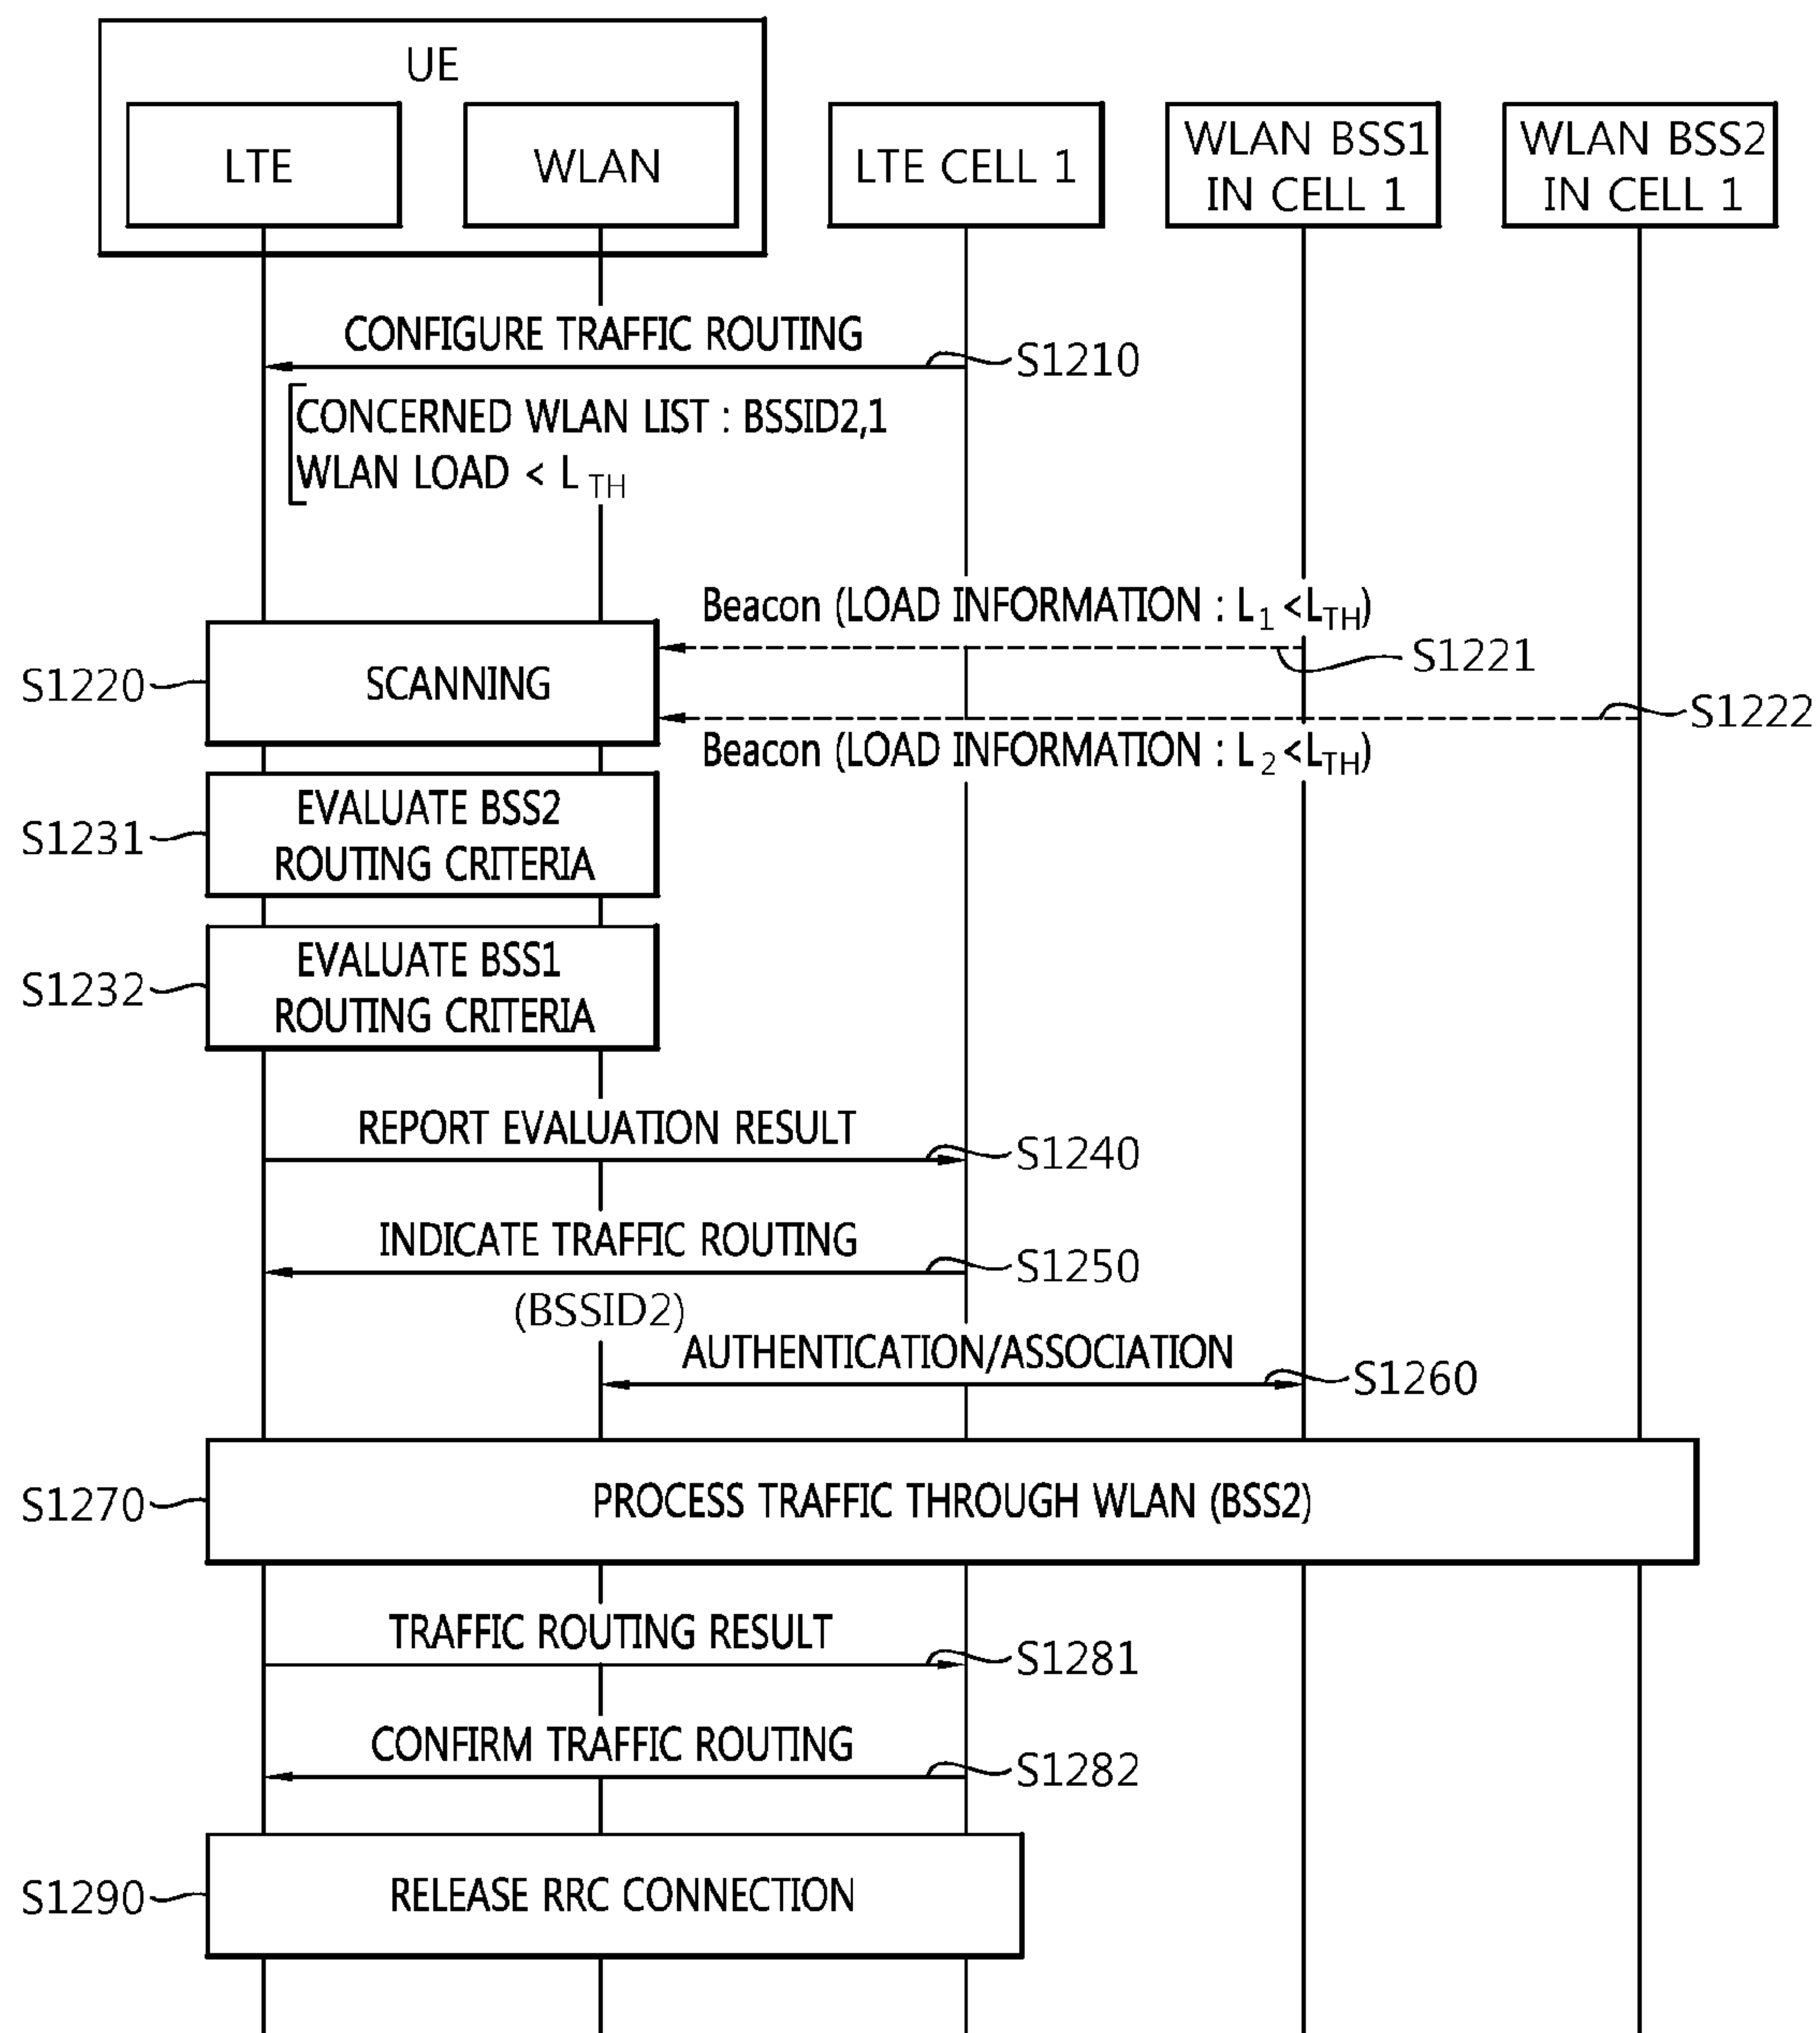 UE
LTE
WLAN
LTE CELL 1
WLAN BSS1
IN CELL 1
WLAN BSS2
IN CELL 1
CONFIGURE TRAFFIC ROUTING
S1210
CONCERNED WLAN LIST : BSSID2,1
WLAN LOAD < L TH
Beacon (LOAD INFORMATION : L 1 <LTH)
S1221
S1220
SCANNING
S1222
Beacon (LOAD INFORMATION : L 2 <LTH)
S1231
EVALUATE BSS2
ROUTING CRITERIA
S1232
EVALUATE BSS1
ROUTING CRITERIA
REPORT EVALUATION RESULT
S1240
INDICATE TRAFFIC ROUTING
S1250
(BSSID2)
AUTHENTICATION/ASSOCIATION
S1260
S1270
PROCESS TRAFFIC THROUGH WLAN (BSS2)
TRAFFIC ROUTING RESULT
S1281
CONFIRM TRAFFIC ROUTING
S1282
S1290
RELEASE RRC CONNECTION